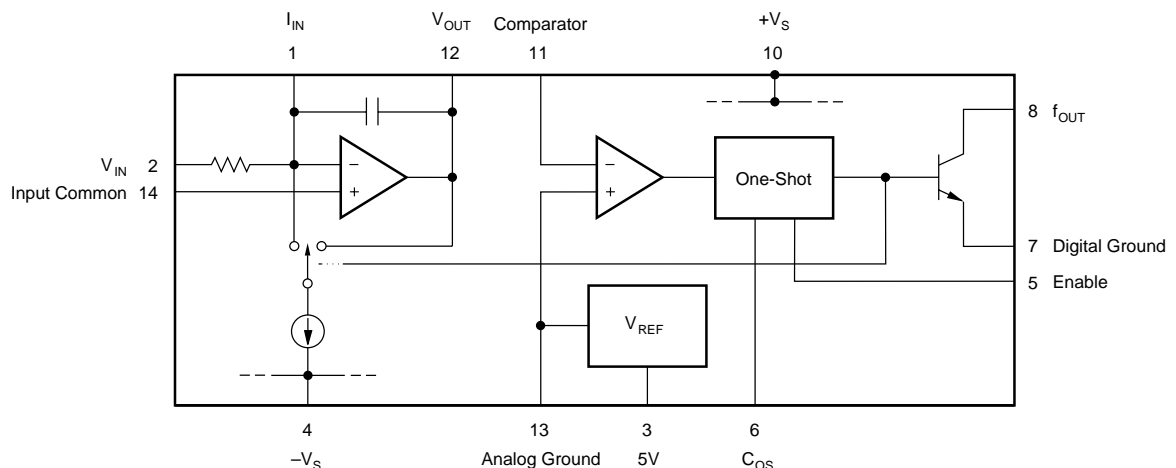 I_IN V_OUT Comparator +V_S
1 12 11 10
8 f_OUT
V_IN 2
Input Common 14
− −
+ +
One-Shot
7 Digital Ground
5 Enable
V_REF
4 13 3 6
–V_S Analog Ground 5V C_OS